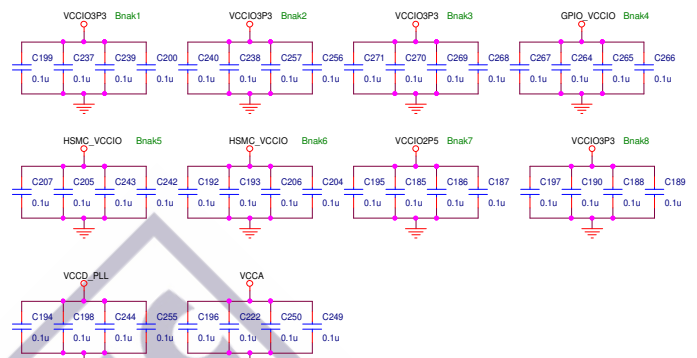 VCCIO3P3 Bnak1 VCCIO3P3 Bnak2 VCCIO3P3 Bnak3 GPIO_VCCIO Bnak4
C199 C237 C239 C200 C240 C238 C257 C256 C271 C270 C269 C268 C267 C264 C265 C266
0.1u 0.1u 0.1u 0.1u 0.1u 0.1u 0.1u 0.1u 0.1u 0.1u 0.1u 0.1u 0.1u 0.1u 0.1u 0.1u
HSMC_VCCIO Bnak5 HSMC_VCCIO Bnak6 VCCIO2P5 Bnak7 VCCIO3P3 Bnak8
C207 C205 C243 C242 C192 C193 C206 C204 C195 C185 C186 C187 C197 C190 C188 C189
0.1u 0.1u 0.1u 0.1u 0.1u 0.1u 0.1u 0.1u 0.1u 0.1u 0.1u 0.1u 0.1u 0.1u 0.1u 0.1u
VCCD_PLL VCCA
C194 C198 C244 C255 C196 C222 C250 C249
0.1u 0.1u 0.1u 0.1u 0.1u 0.1u 0.1u 0.1u